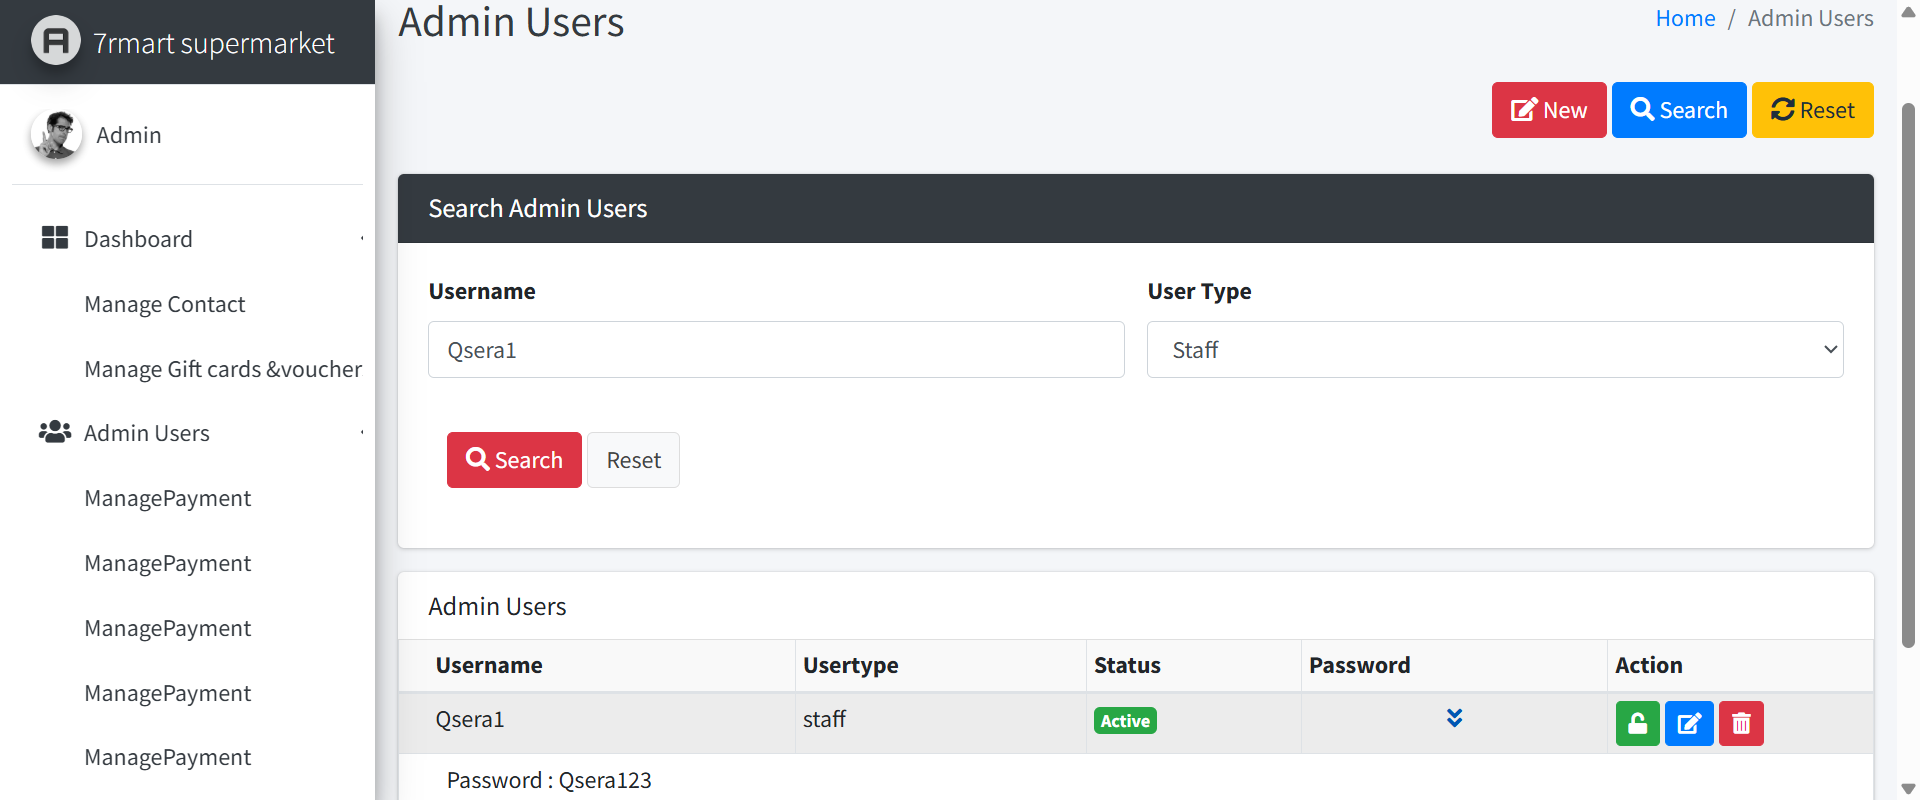 7rmart supermarket
Admin
Dashboard
Manage Contact
Manage Gift cards &voucher
Admin Users
ManagePayment
ManagePayment
ManagePayment
ManagePayment
ManagePayment
Admin Users
Home / Admin Users
New Search Reset
Search Admin Users
Username User Type
Qsera1 Staff
Search Reset
Admin Users
Username Usertype Status Password Action
Qsera1 staff Active
Password : Qsera123